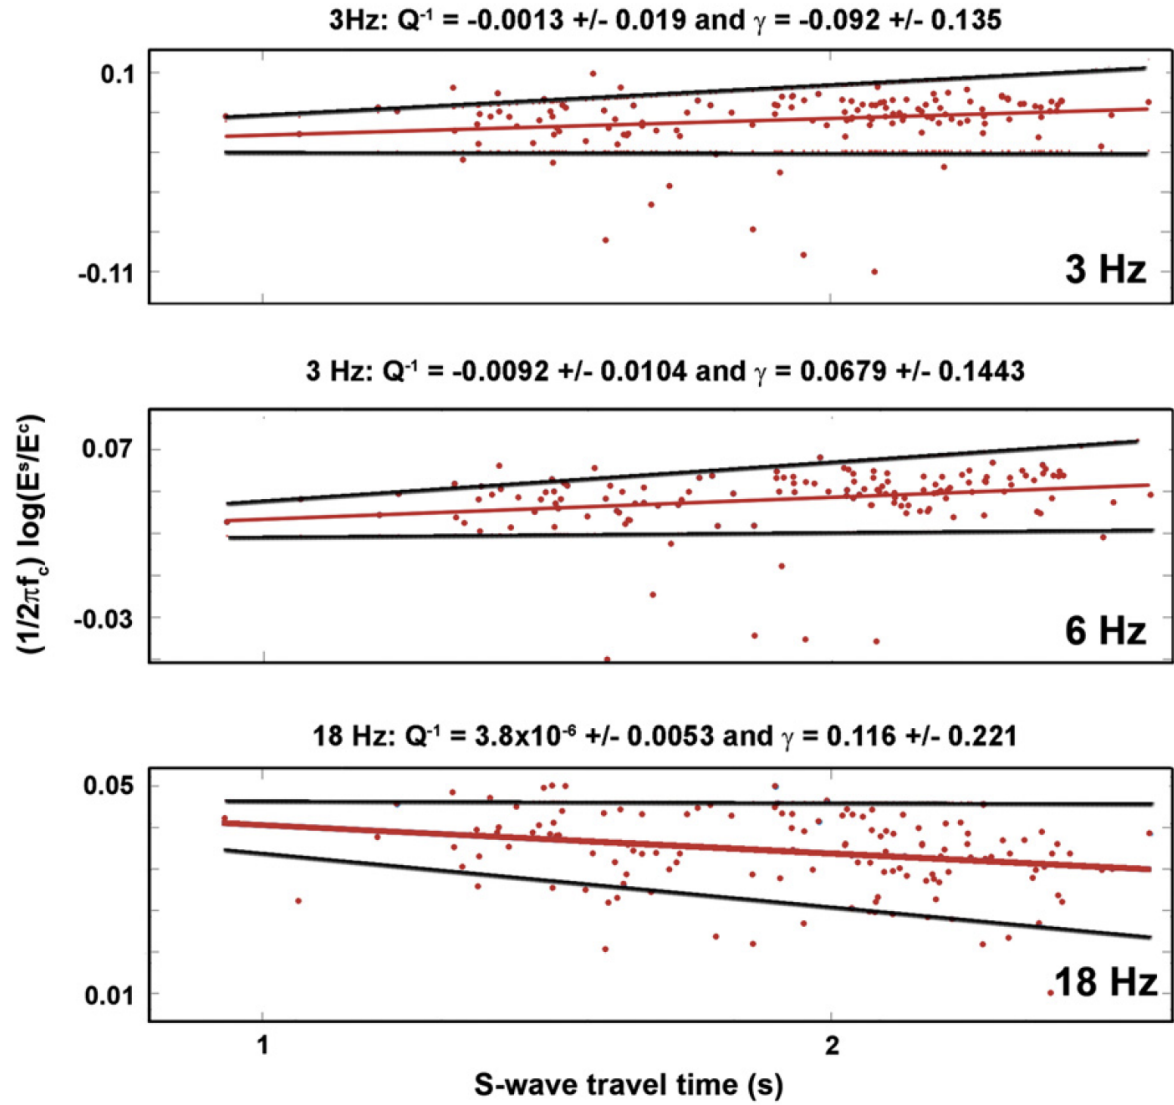 3Hz: Q⁻¹ = -0.0013 +/- 0.019 and γ = -0.092 +/- 0.135
0.1
-0.11
3 Hz
3 Hz: Q⁻¹ = -0.0092 +/- 0.0104 and γ = 0.0679 +/- 0.1443
0.07
-0.03
6 Hz
(1/2πf_c) log(Eˢ/Eᶜ)
18 Hz: Q⁻¹ = 3.8x10⁻⁶ +/- 0.0053 and γ = 0.116 +/- 0.221
0.05
0.01
18 Hz
1 2
S-wave travel time (s)